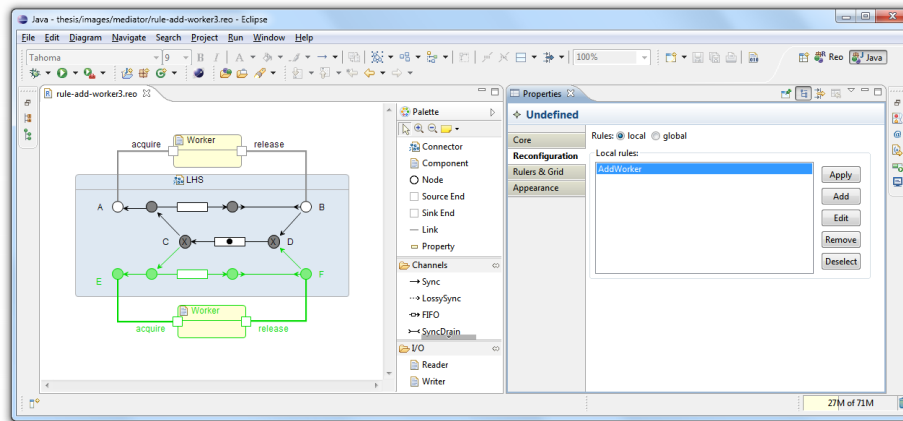 Java - thesis/images/mediator/rule-add-worker3.reo - Eclipse
File Edit Diagram Navigate Search Project Run Window Help
Tahoma 9 B I A 100%
Reo Java
rule-add-worker3.reo
acquire Worker release
LHS
A B
C X X D
E F
Worker
acquire release
Palette
Connector
Component
Node
Source End
Sink End
Link
Property
Channels
Sync
LossySync
FIFO
SyncDrain
I/O
Reader
Writer
Properties
Undefined
Core
Reconfiguration
Rulers & Grid
Appearance
Rules: local global
Local rules:
AddWorker
Apply
Add
Edit
Remove
Deselect
27M of 71M